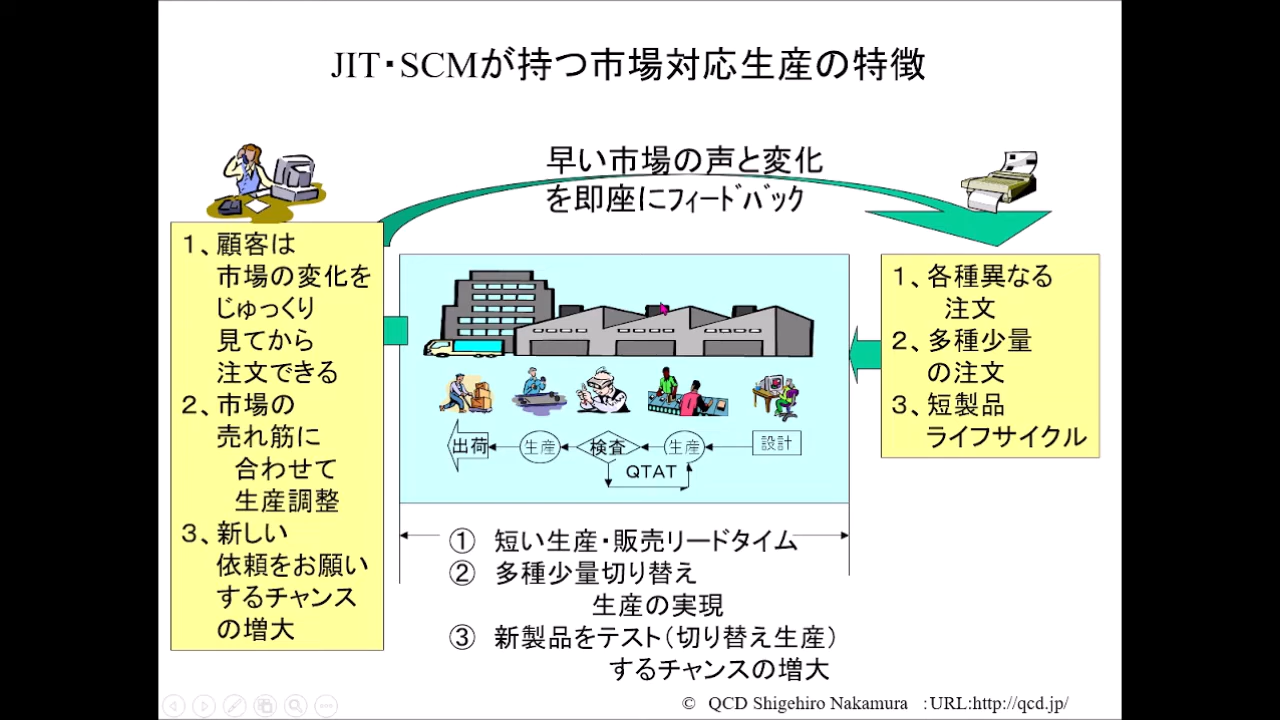 JIT・SCMが持つ市場対応生産の特徴
早い市場の声と変化
を即座にﾌｨｰﾄﾞﾊﾞｯｸ
１、顧客は
市場の変化を
じゅっくり
見てから
注文できる
２、市場の
売れ筋に
合わせて
生産調整
３、新しい
依頼をお願い
するチャンス
の増大
出荷
生産
検査
生産
設計
QTAT
１、各種異なる
注文
２、多種少量
の注文
３、短製品
ライフサイクル
① 短い生産・販売リードタイム
② 多種少量切り替え
生産の実現
③ 新製品をテスト（切り替え生産）
するチャンスの増大
© QCD Shigehiro Nakamura :URL:http://qcd.jp/